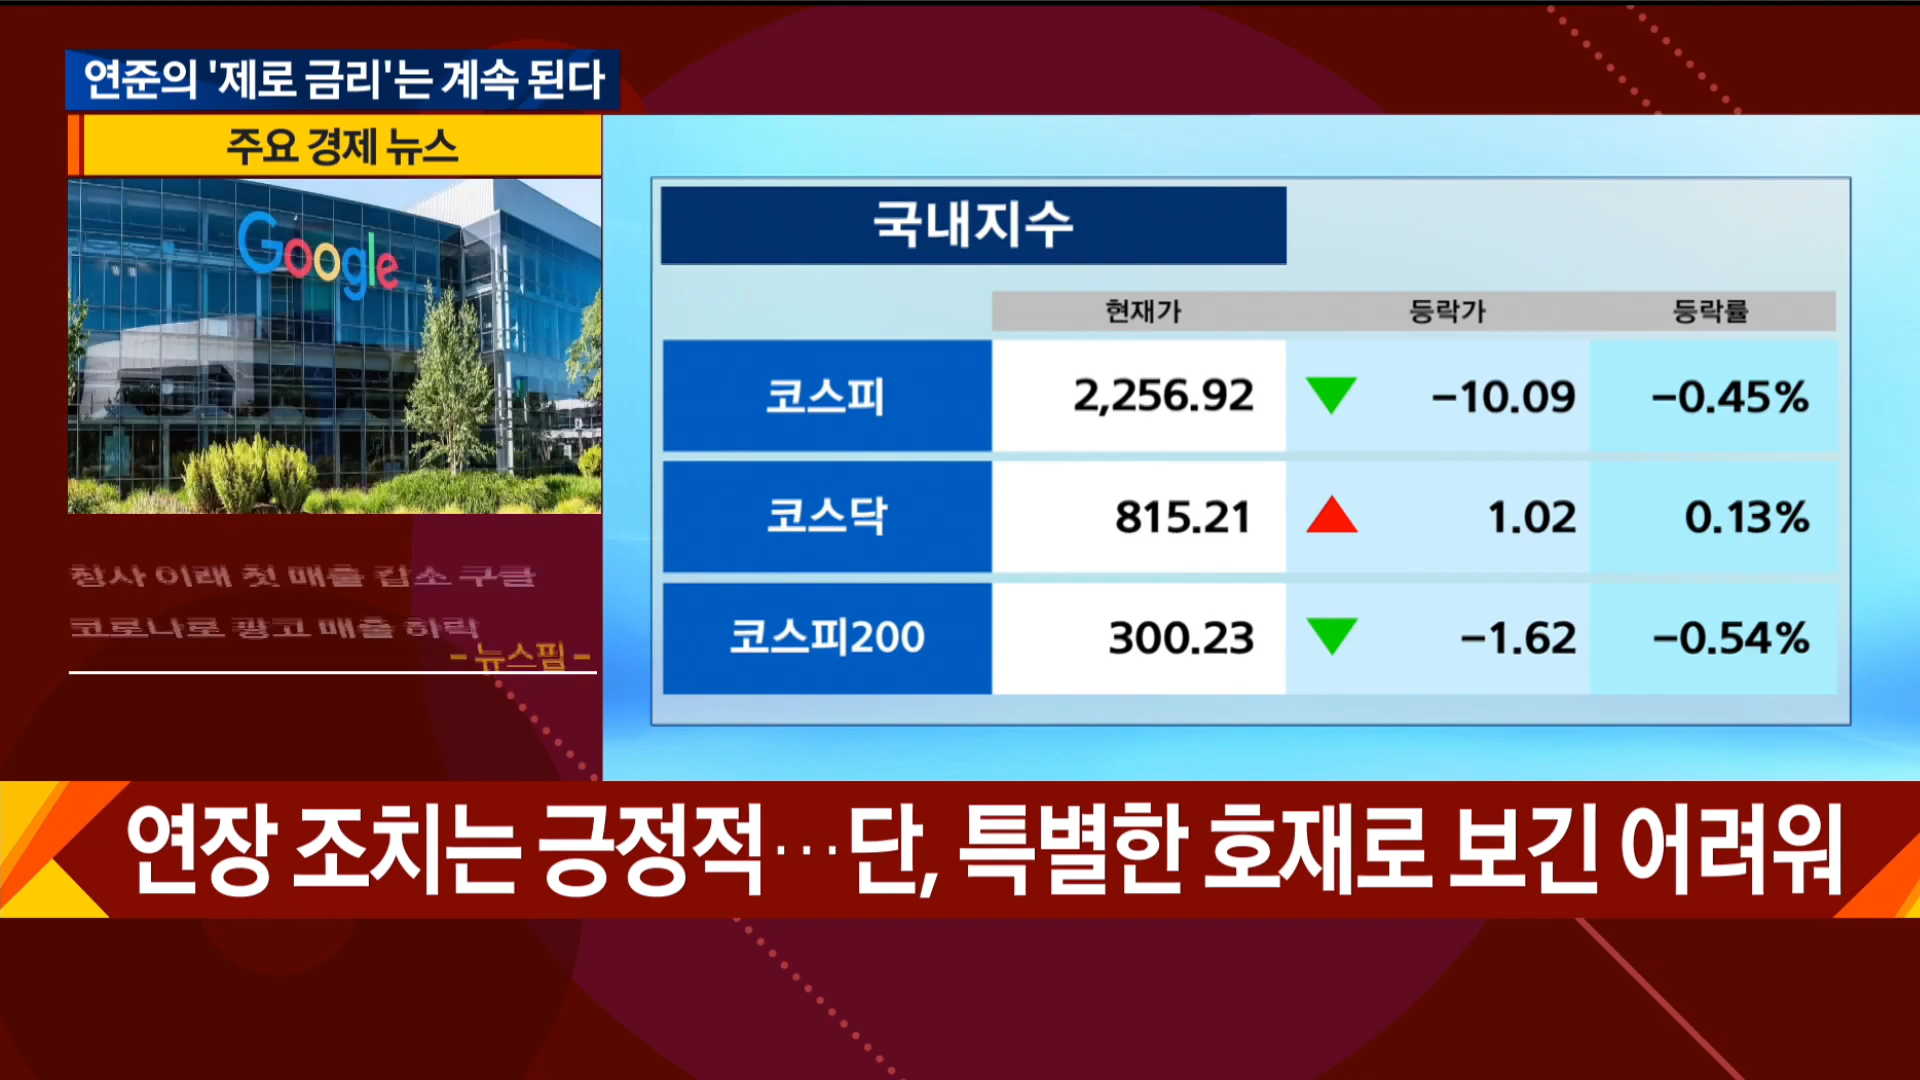 연준의 '제로 금리'는 계속 된다
주요 경제 뉴스
Google
창사 이래 첫 매출 감소 구글
코로나로 광고 매출 하락
- 뉴스핌 -
국내지수
현재가 등락가 등락률
코스피 2,256.92 ▼ -10.09 -0.45%
코스닥 815.21 ▲ 1.02 0.13%
코스피200 300.23 ▼ -1.62 -0.54%
연장 조치는 긍정적…단, 특별한 호재로 보긴 어려워